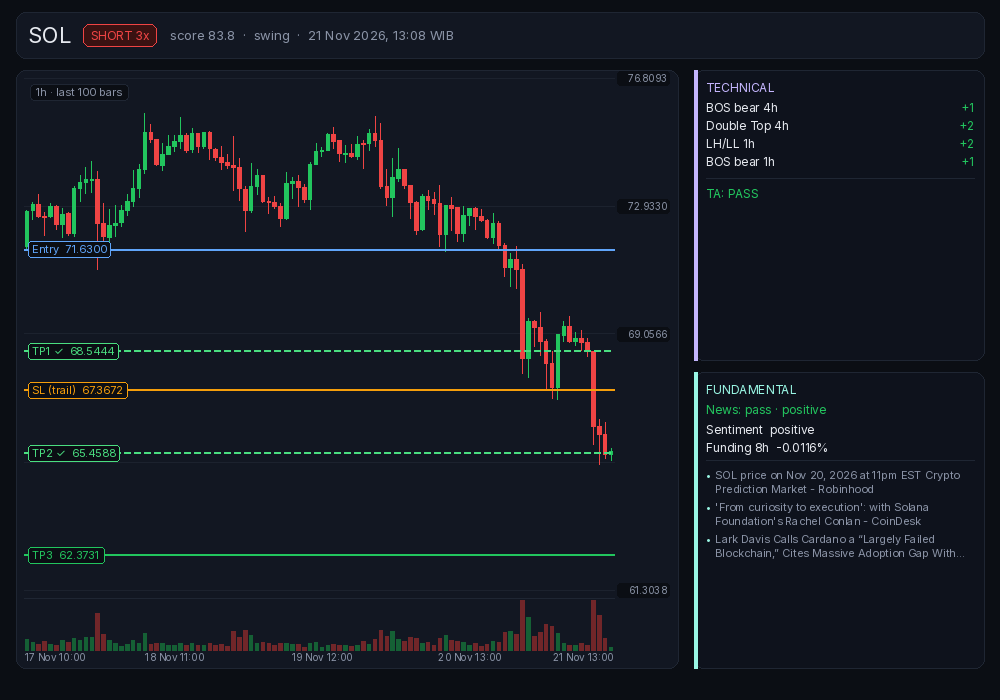 SOL SHORT 3x score 83.8 · swing · 21 Nov 2026, 13:08 WIB
1h · last 100 bars
76.8093
72.9330
Entry 71.6300
69.0566
TP1 ✓ 68.5444
SL (trail) 67.3672
TP2 ✓ 65.4588
TP3 62.3731
61.3038
17 Nov 10:00 18 Nov 11:00 19 Nov 12:00 20 Nov 13:00 21 Nov 13:00
TECHNICAL
BOS bear 4h +1
Double Top 4h +2
LH/LL 1h +2
BOS bear 1h +1
TA: PASS
FUNDAMENTAL
News: pass · positive
Sentiment positive
Funding 8h -0.0116%
• SOL price on Nov 20, 2026 at 11pm EST Crypto
Prediction Market - Robinhood
• 'From curiosity to execution': with Solana
Foundation's Rachel Conlan - CoinDesk
• Lark Davis Calls Cardano a “Largely Failed
Blockchain,” Cites Massive Adoption Gap With…